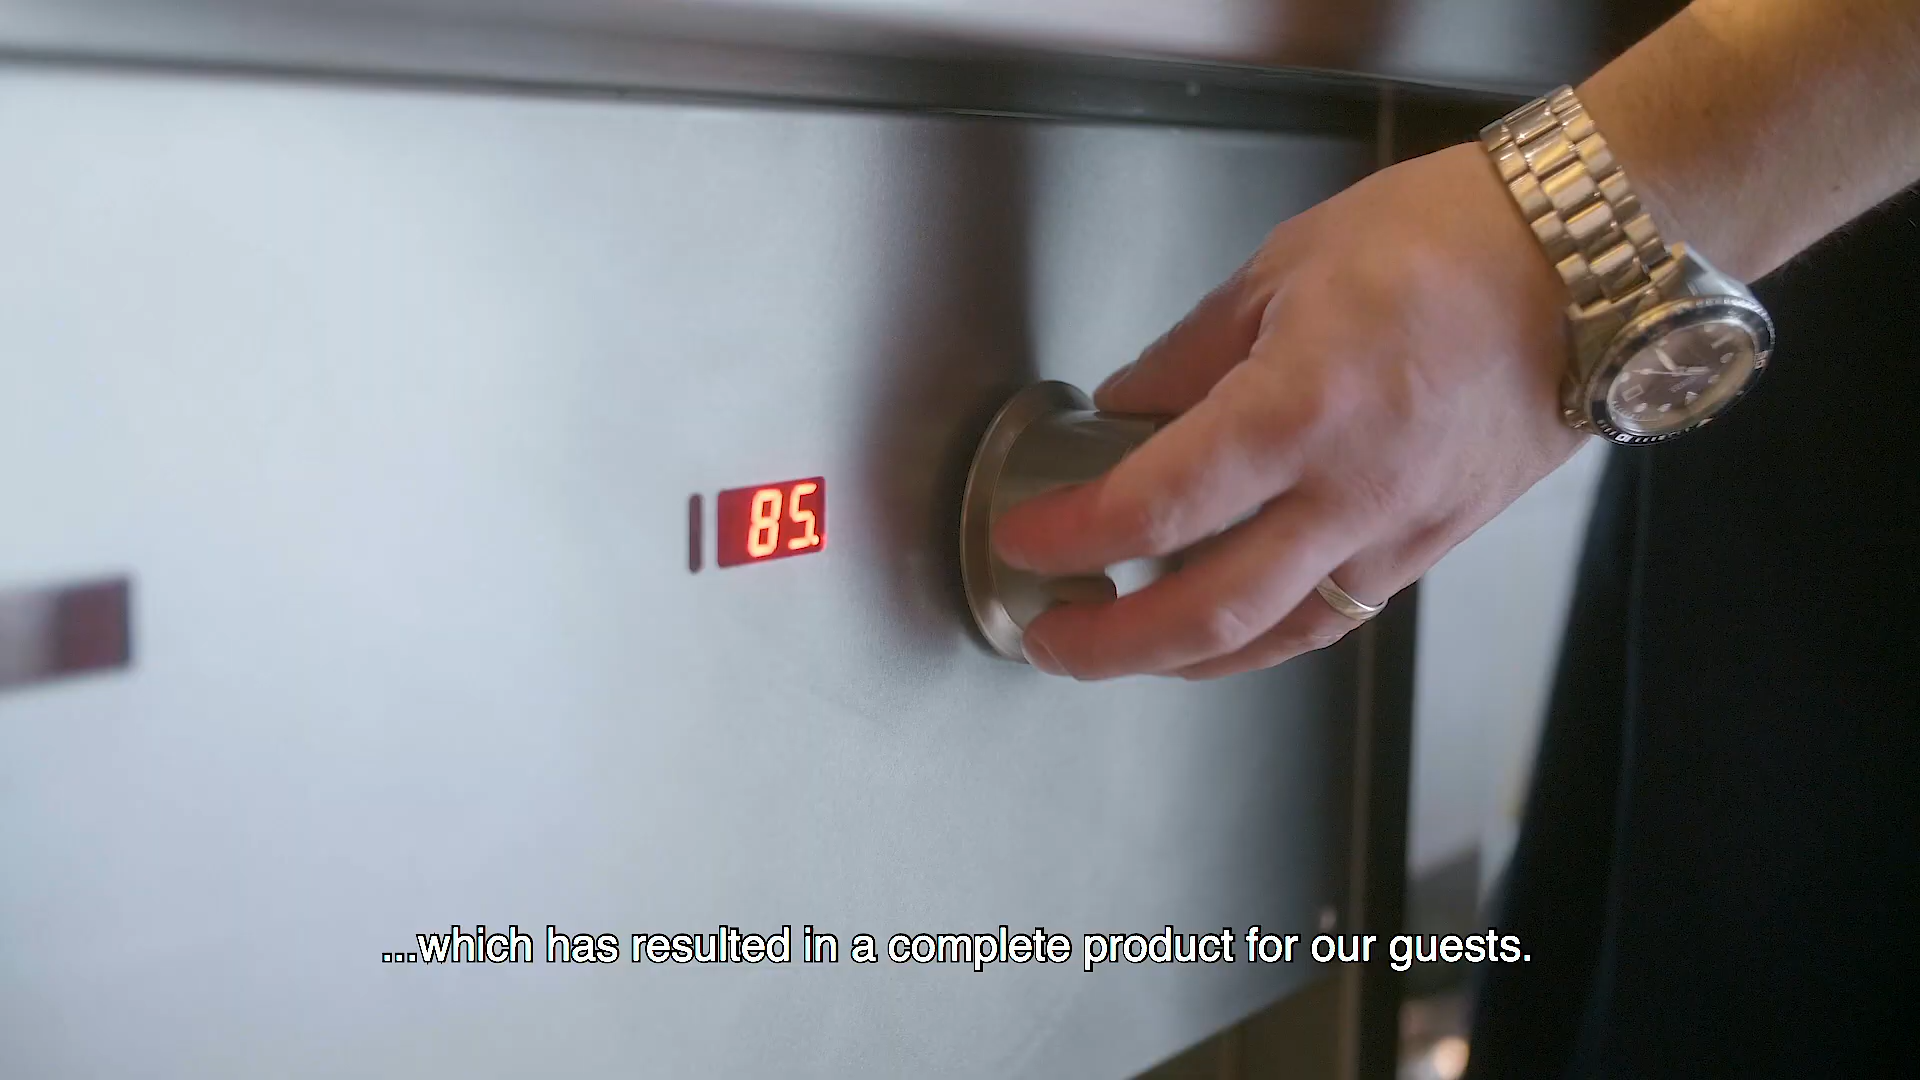 85.
...which has resulted in a complete product for our guests.